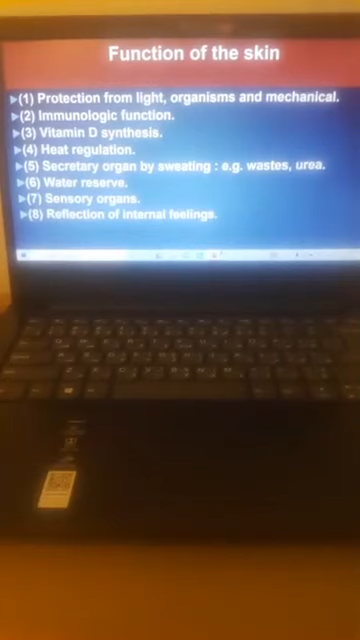 Function of the skin
(1) Protection from light, organisms and mechanical.
(2) Immunologic function.
(3) Vitamin D synthesis.
(4) Heat regulation.
(5) Secretary organ by sweating : e.g. wastes, urea.
(6) Water reserve.
(7) Sensory organs.
(8) Reflection of internal feelings.